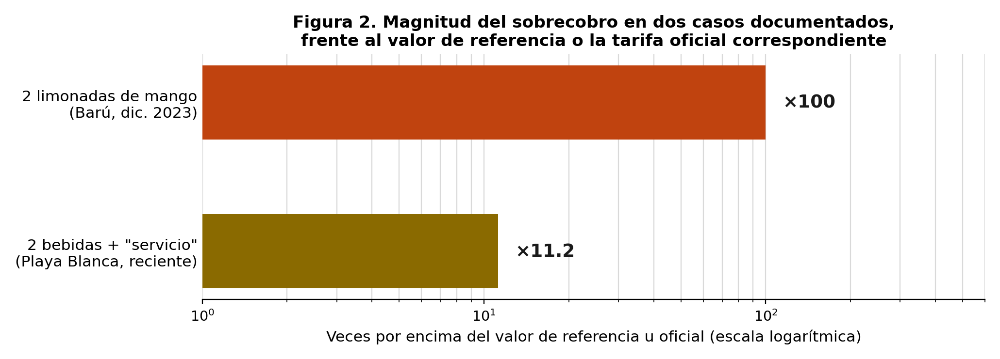 Figura 2. Magnitud del sobrecobro en dos casos documentados,
frente al valor de referencia o la tarifa oficial correspondiente
2 limonadas de mango
(Barú, dic. 2023)
×100
2 bebidas + "servicio"
(Playa Blanca, reciente)
×11.2
10⁰ 10¹ 10²
Veces por encima del valor de referencia u oficial (escala logarítmica)